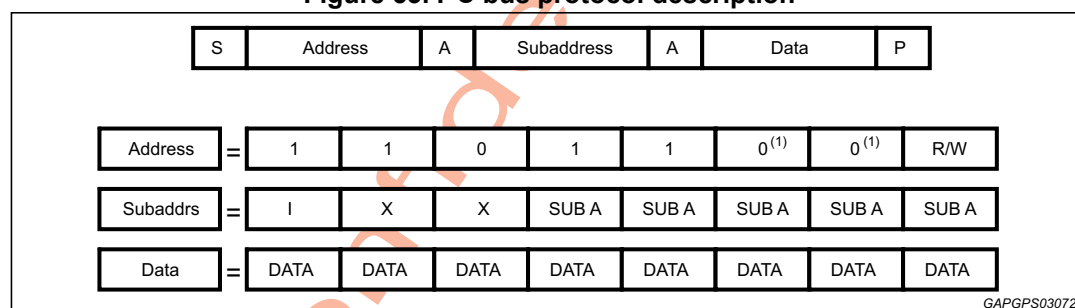 S Address A Subaddress A Data P
Address = 1 1 0 1 1 0(1) 0(1) R/W
Subaddrs = I X X SUB A SUB A SUB A SUB A SUB A
Data = DATA DATA DATA DATA DATA DATA DATA DATA
GAPGPS03072